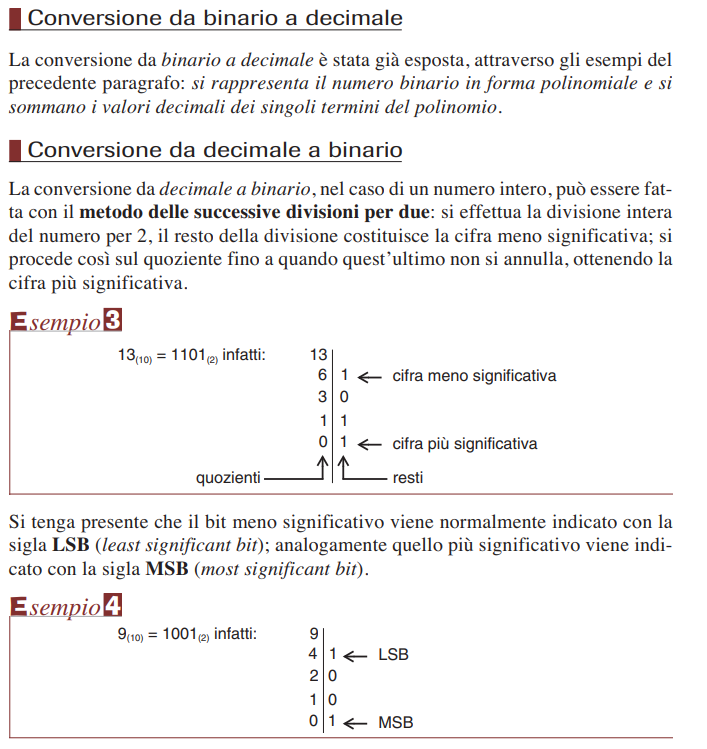 Conversione da binario a decimale
La conversione da binario a decimale è stata già esposta, attraverso gli esempi del
precedente paragrafo: si rappresenta il numero binario in forma polinomiale e si
sommano i valori decimali dei singoli termini del polinomio.
Conversione da decimale a binario
La conversione da decimale a binario, nel caso di un numero intero, può essere fat-
ta con il metodo delle successive divisioni per due: si effettua la divisione intera
del numero per 2, il resto della divisione costituisce la cifra meno significativa; si
procede così sul quoziente fino a quando quest'ultimo non si annulla, ottenendo la
cifra più significativa.
Esempio 3
13(10) = 1101(2) infatti: 13
6 1 ← cifra meno significativa
3 0
1 1
0 1 ← cifra più significativa
quozienti resti
Si tenga presente che il bit meno significativo viene normalmente indicato con la
sigla LSB (least significant bit); analogamente quello più significativo viene indi-
cato con la sigla MSB (most significant bit).
Esempio 4
9(10) = 1001(2) infatti: 9
4 1 ← LSB
2 0
1 0
0 1 ← MSB